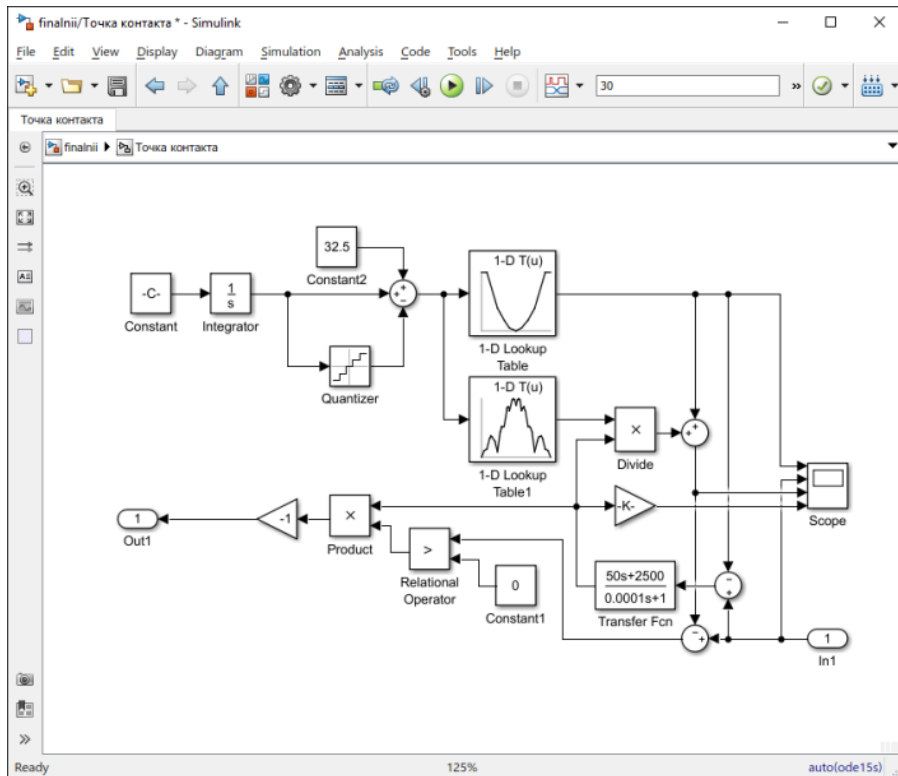 finalnii/Точка контакта * - Simulink
File Edit View Display Diagram Simulation Analysis Code Tools Help
30
»
Точка контакта
finalnii Точка контакта
32.5
Constant2
-C-
Constant
1
s
Integrator
Quantizer
1-D T(u)
1-D Lookup
Table
1-D T(u)
1-D Lookup
Table1
×
Divide
-K-
Scope
1
Out1
-1
×
Product
>
Relational
Operator
0
Constant1
50s+2500
0.0001s+1
Transfer Fcn
1
In1
»
Ready 125% auto(ode15s)